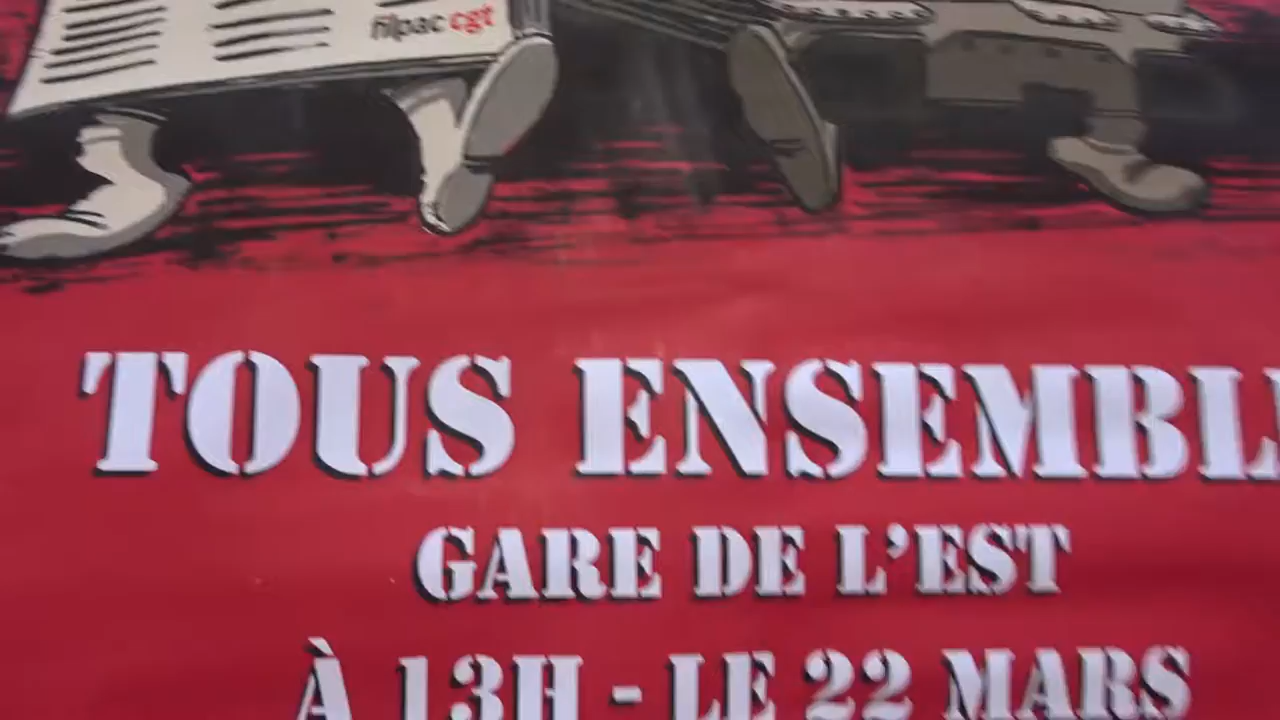 filpac cgt
TOUS ENSEMBL
GARE DE L'EST
À 13H - LE 22 MARS